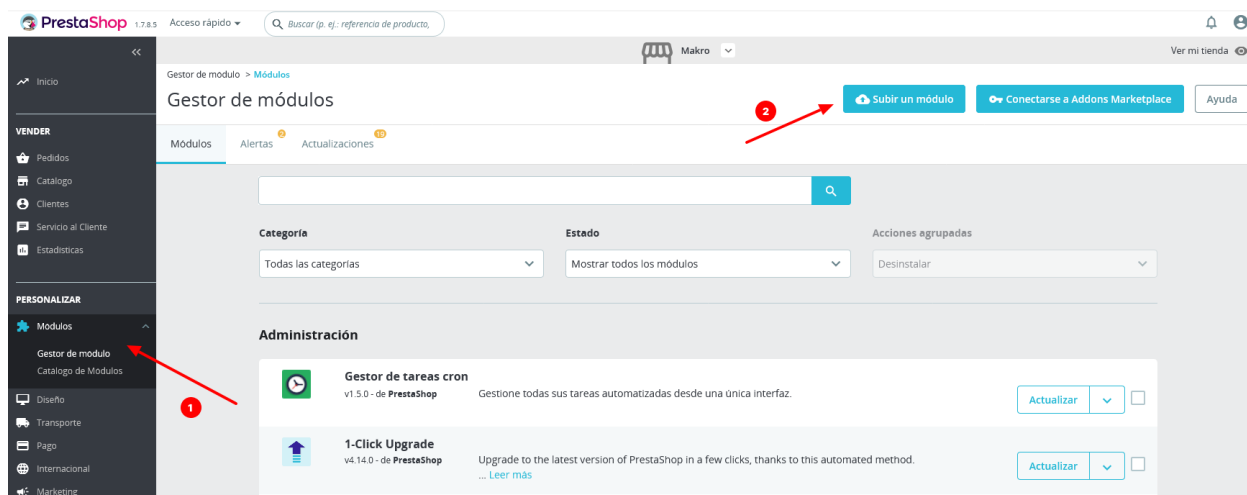 PrestaShop 1.7.8.5 Acceso rápido Buscar (p. ej.: referencia de producto,
Makro Ver mi tienda
Inicio
VENDER
Pedidos
Catálogo
Clientes
Servicio al Cliente
Estadísticas
PERSONALIZAR
Módulos
Gestor de módulo
Catálogo de Módulos
Diseño
Transporte
Pago
Internacional
Marketing
Gestor de módulo > Módulos
Gestor de módulos
2
Subir un módulo Conectarse a Addons Marketplace Ayuda
Módulos Alertas 2 Actualizaciones 19
Categoría Estado Acciones agrupadas
Todas las categorías Mostrar todos los módulos Desinstalar
Administración
1
Gestor de tareas cron
v1.5.0 - de PrestaShop Gestione todas sus tareas automatizadas desde una única interfaz.
Actualizar
1-Click Upgrade
v4.14.0 - de PrestaShop Upgrade to the latest version of PrestaShop in a few clicks, thanks to this automated method.
... Leer más
Actualizar